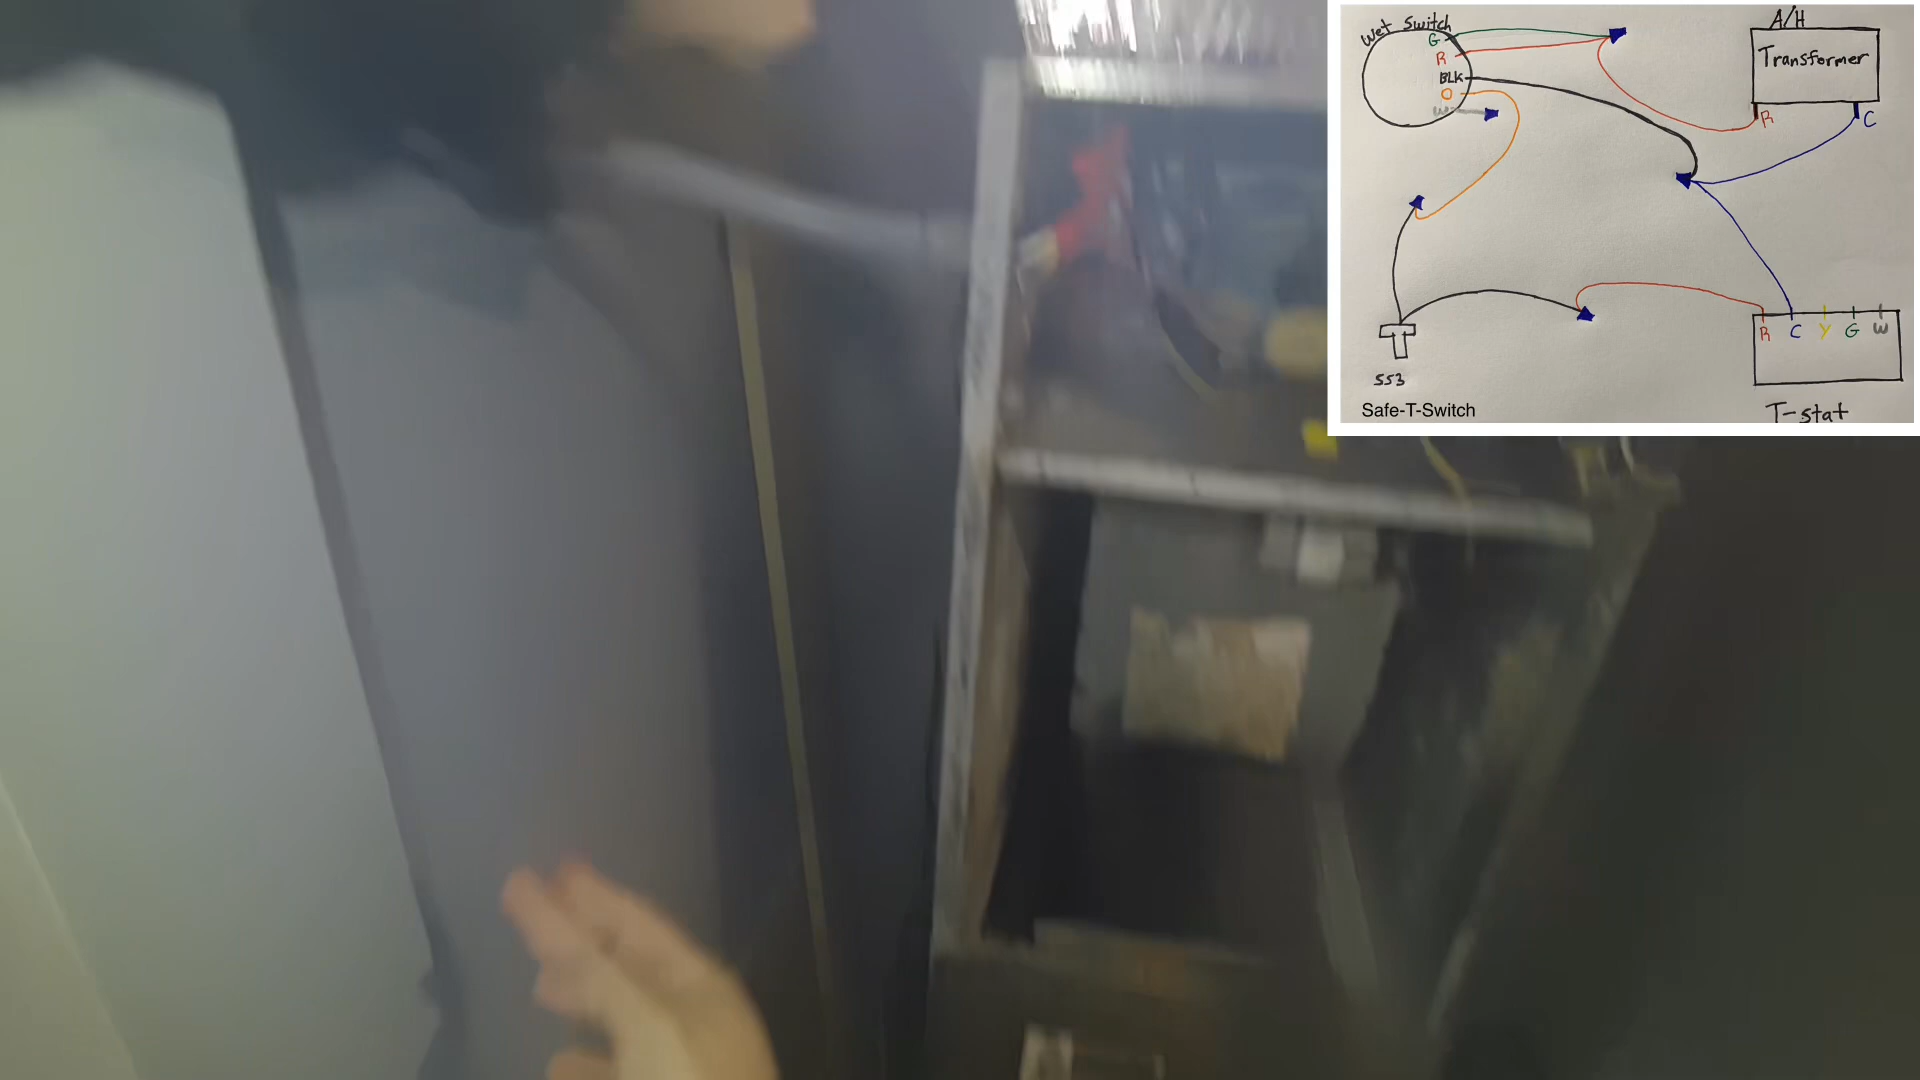 Wet Switch
G
R
BLK
O
W
A/H
Transformer
R
C
SS3
Safe-T-Switch
R C Y G W
T-stat